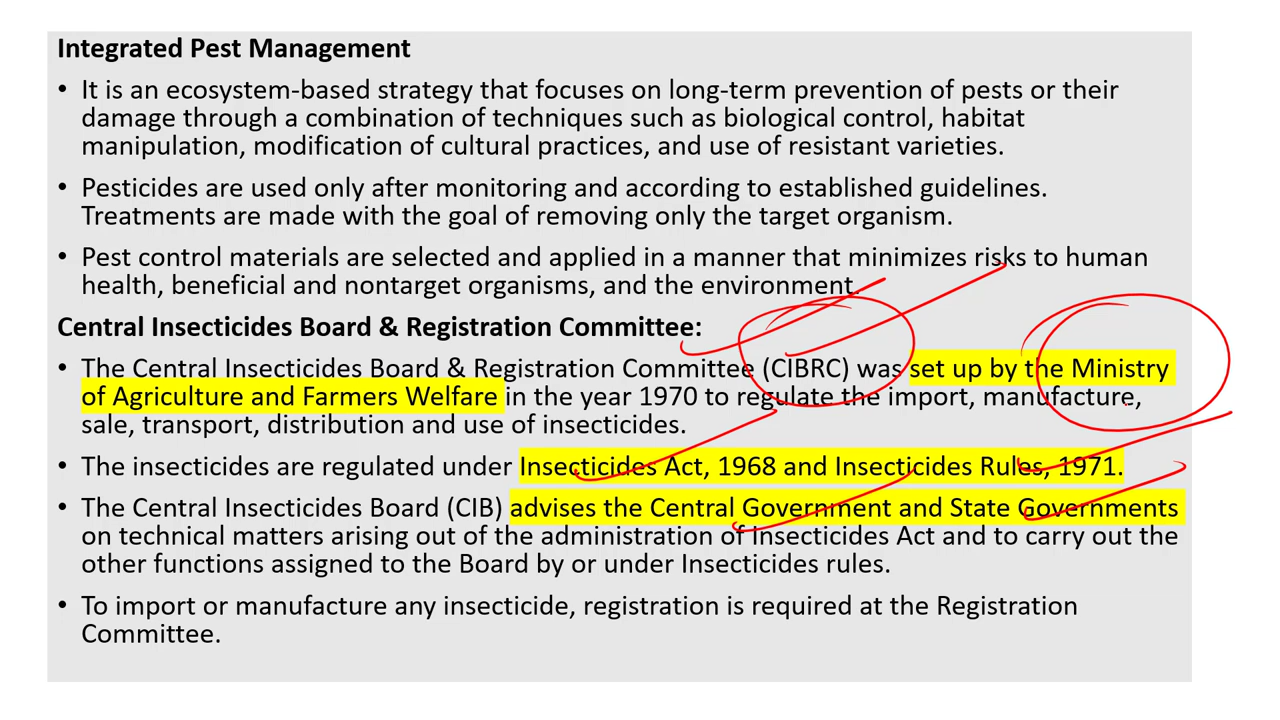 Integrated Pest Management
• It is an ecosystem-based strategy that focuses on long-term prevention of pests or their
damage through a combination of techniques such as biological control, habitat
manipulation, modification of cultural practices, and use of resistant varieties.
• Pesticides are used only after monitoring and according to established guidelines.
Treatments are made with the goal of removing only the target organism.
• Pest control materials are selected and applied in a manner that minimizes risks to human
health, beneficial and nontarget organisms, and the environment.
Central Insecticides Board & Registration Committee:
• The Central Insecticides Board & Registration Committee (CIBRC) was set up by the Ministry
of Agriculture and Farmers Welfare in the year 1970 to regulate the import, manufacture,
sale, transport, distribution and use of insecticides.
• The insecticides are regulated under Insecticides Act, 1968 and Insecticides Rules, 1971.
• The Central Insecticides Board (CIB) advises the Central Government and State Governments
on technical matters arising out of the administration of Insecticides Act and to carry out the
other functions assigned to the Board by or under Insecticides rules.
• To import or manufacture any insecticide, registration is required at the Registration
Committee.